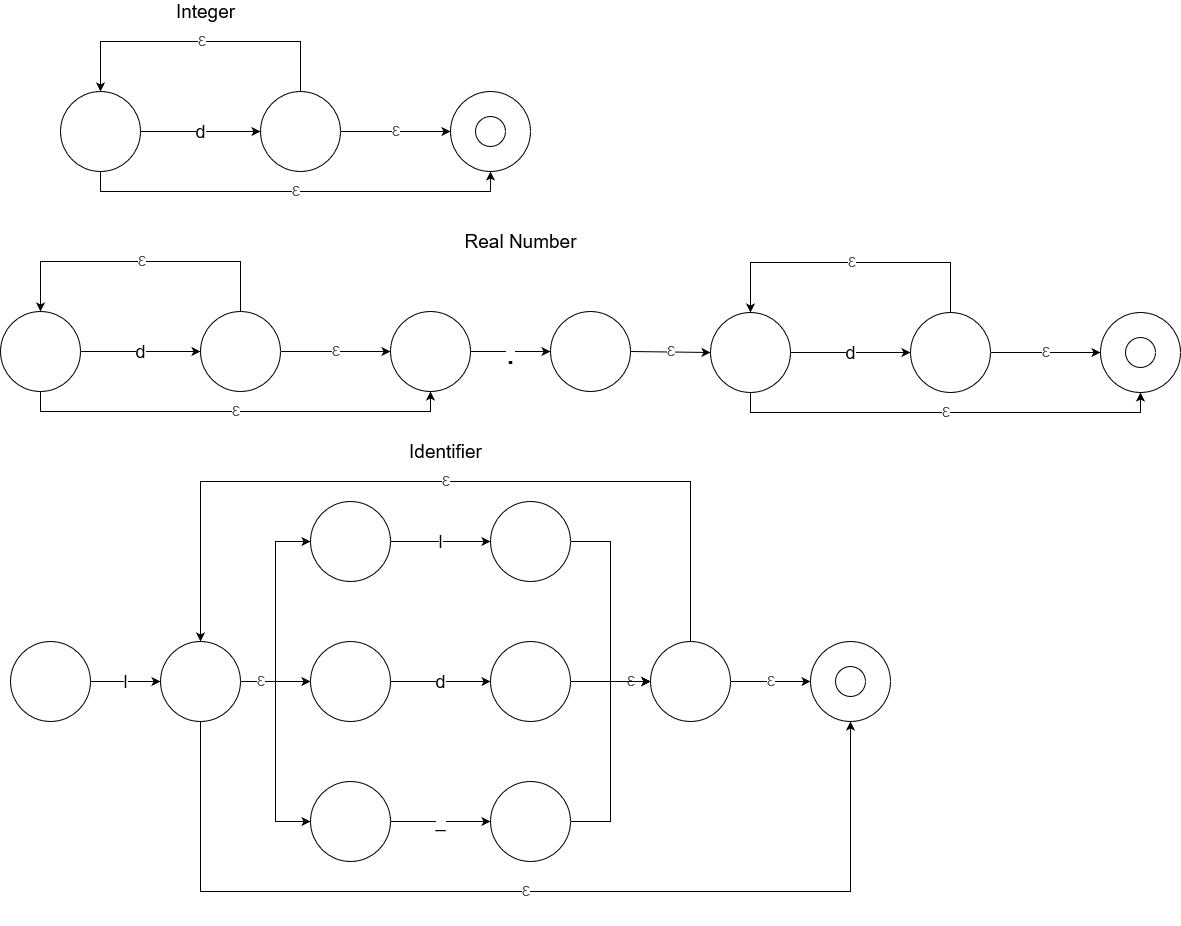 Integer
ε
d ε
ε
Real Number
ε ε
d ε . ε d ε
ε ε
Identifier
ε
l
l ε d ε ε
_
ε